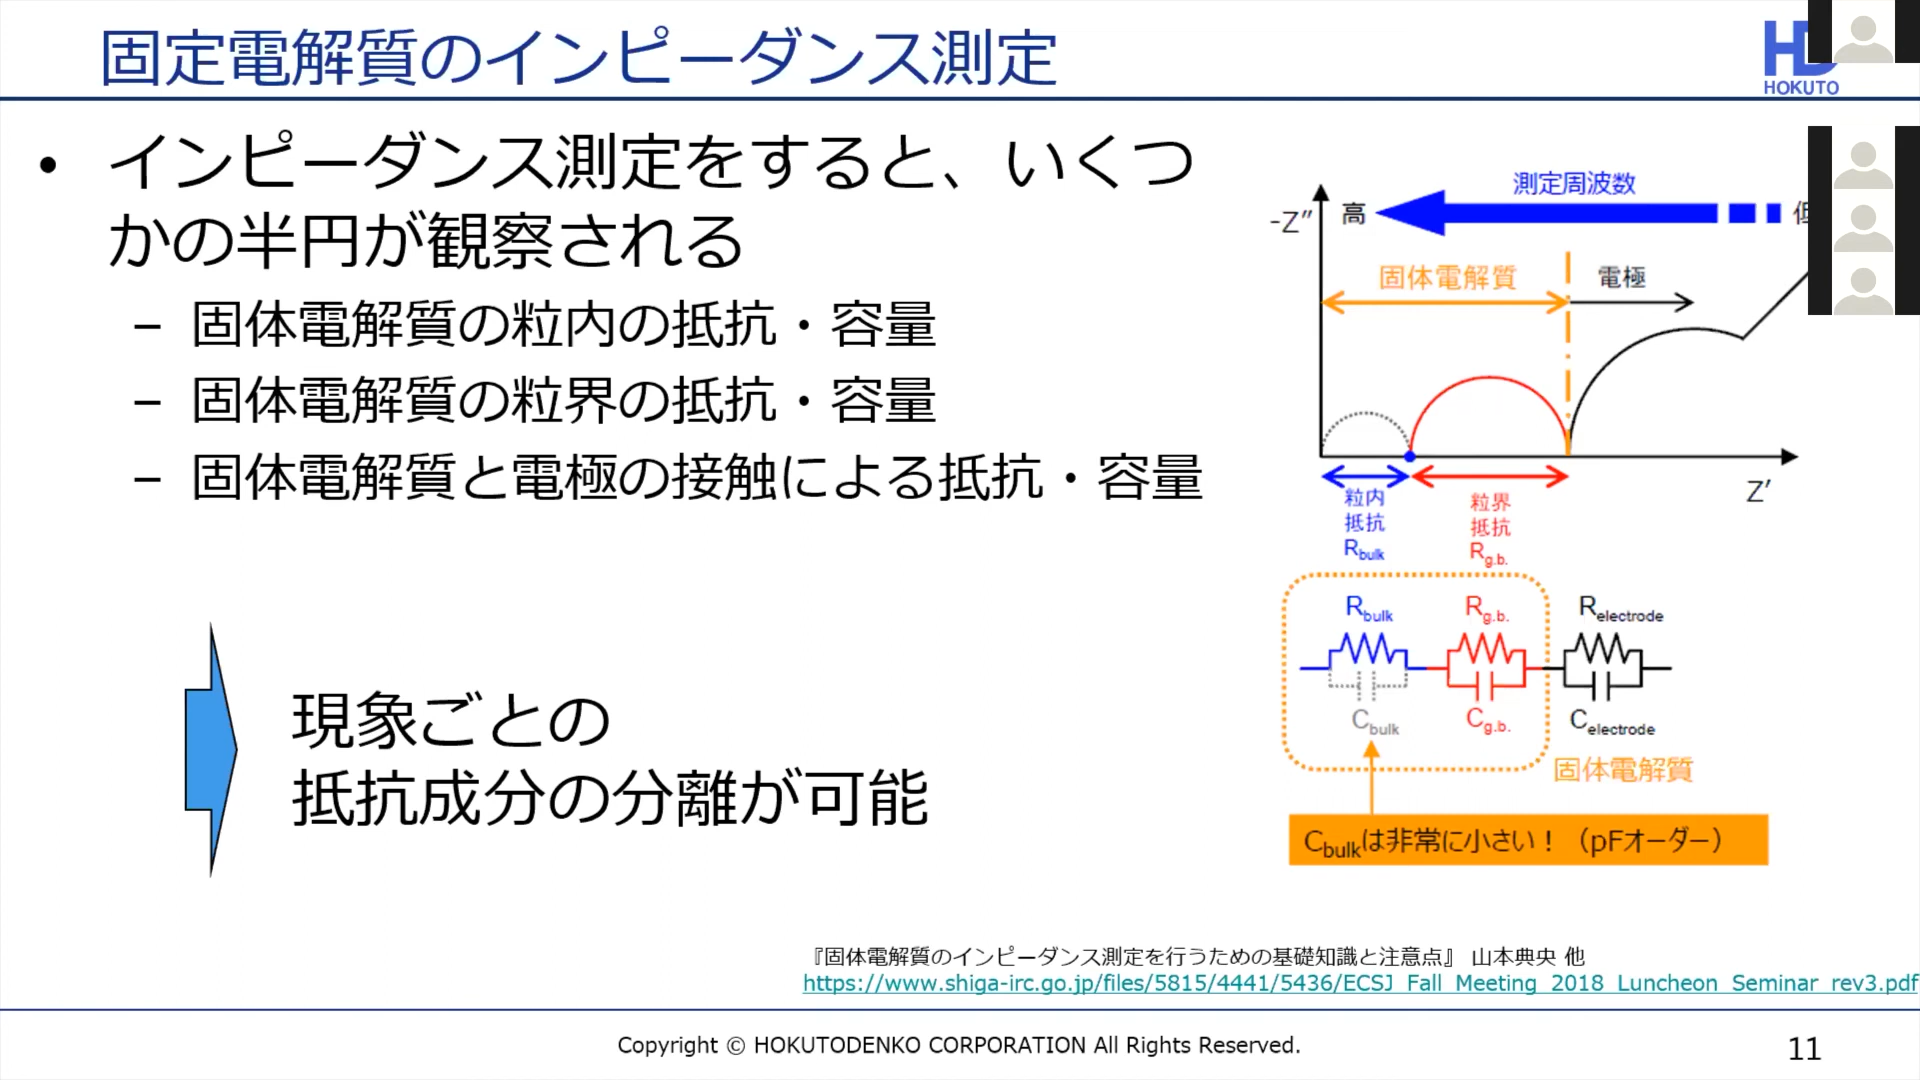 固定電解質のインピーダンス測定
HOKUTO
• インピーダンス測定をすると、いくつ
かの半円が観察される
– 固体電解質の粒内の抵抗・容量
– 固体電解質の粒界の抵抗・容量
– 固体電解質と電極の接触による抵抗・容量
現象ごとの
抵抗成分の分離が可能
測定周波数
-Z″ 高
固体電解質 電極
Z′
粒内 粒界
抵抗 抵抗
Rbulk Rg.b.
Rbulk Rg.b. Relectrode
Cbulk Cg.b. Celectrode
固体電解質
Cbulkは非常に小さい！（pFオーダー）
『固体電解質のインピーダンス測定を行うための基礎知識と注意点』 山本典央 他
https://www.shiga-irc.go.jp/files/5815/4441/5436/ECSJ_Fall_Meeting_2018_Luncheon_Seminar_rev3.pdf
Copyright © HOKUTODENKO CORPORATION All Rights Reserved.
11